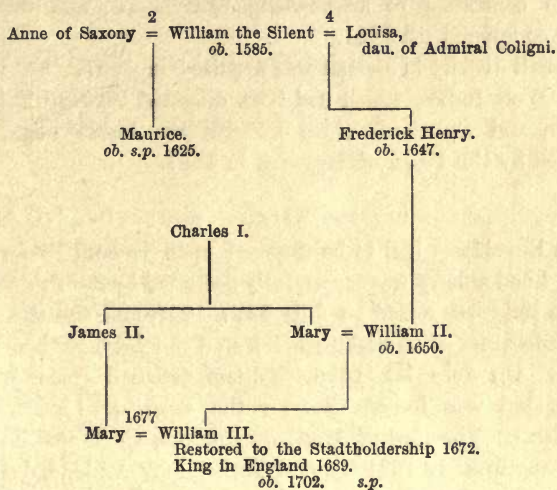 2 4
Anne of Saxony = William the Silent = Louisa,
ob. 1585. dau. of Admiral Coligni.
Maurice. Frederick Henry.
ob. s.p. 1625. ob. 1647.
Charles I.
James II. Mary = William II.
ob. 1650.
1677
Mary = William III.
Restored to the Stadtholdership 1672.
King in England 1689.
ob. 1702. s.p.